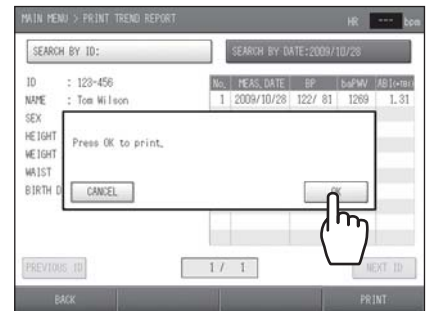 MAIN MENU > PRINT TREND REPORT
HR --- bpm
SEARCH BY ID:
SEARCH BY DATE:2009/10/28
ID : 123-456
NAME : Tom Wilson
SEX
HEIGHT
WEIGHT
WAIST
BIRTH D
No. MEAS.DATE BP baPWV
1 2009/10/28 122/ 81 1269 1.31
Press OK to print.
CANCEL
PREVIOUS ID
1 / 1
NEXT ID
BACK
PRINT